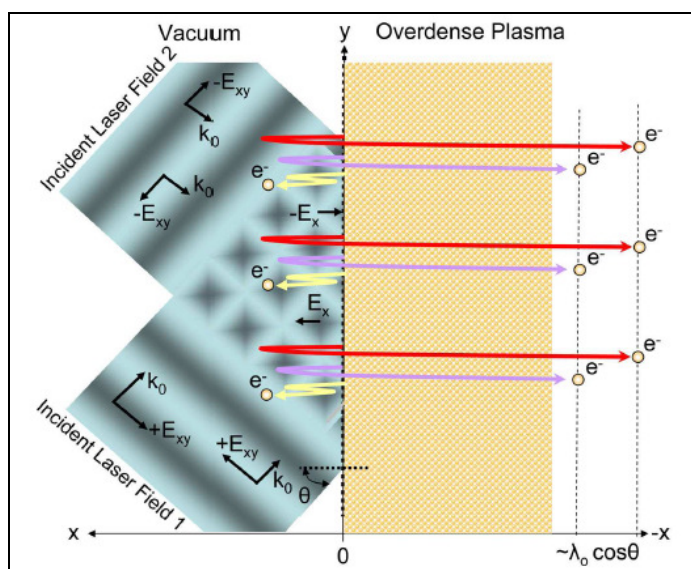 Vacuum
y
Overdense Plasma
Incident Laser Field 2
-E_xy
k_0
k_0
-E_xy
e⁻
e⁻
e⁻
-E_x
e⁻
e⁻
e⁻
E_x
e⁻
k_0
+E_xy
e⁻
e⁻
+E_xy
k_0
Incident Laser Field 1
θ
x
0
~λ_o cosθ
-x